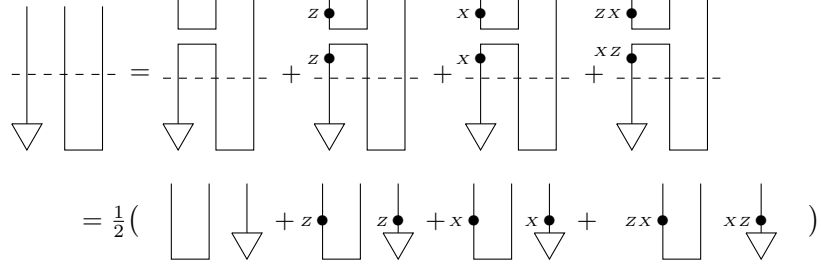 = + + +
Z X ZX
Z X XZ
= 1/2( + Z Z + X X + ZX XZ )